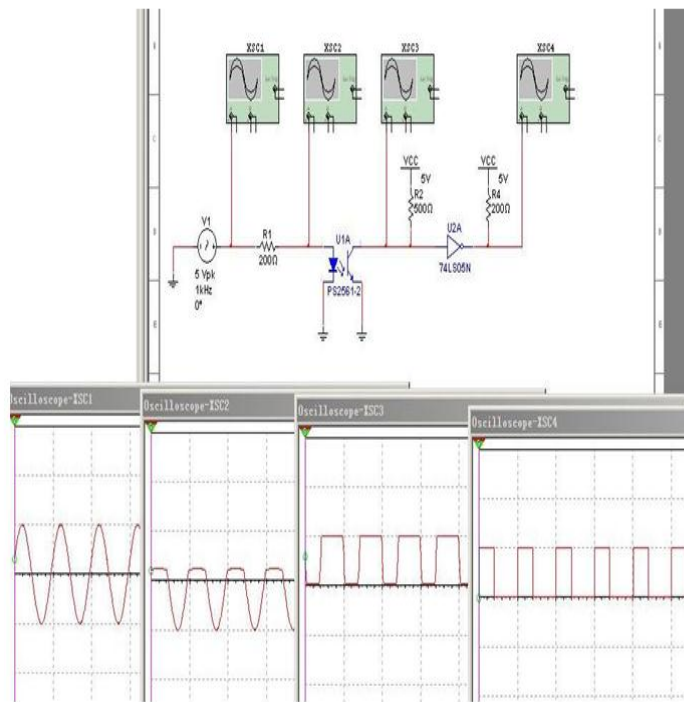 XSC1
XSC2
XSC3
XSC4
VCC
5V
R2
500Ω
VCC
5V
R4
200Ω
V1
5 Vpk
1kHz
0°
R1
200Ω
U1A
PS2561-2
U2A
74LS05N
Oscilloscope-XSC1
Oscilloscope-XSC2
Oscilloscope-XSC3
Oscilloscope-XSC4